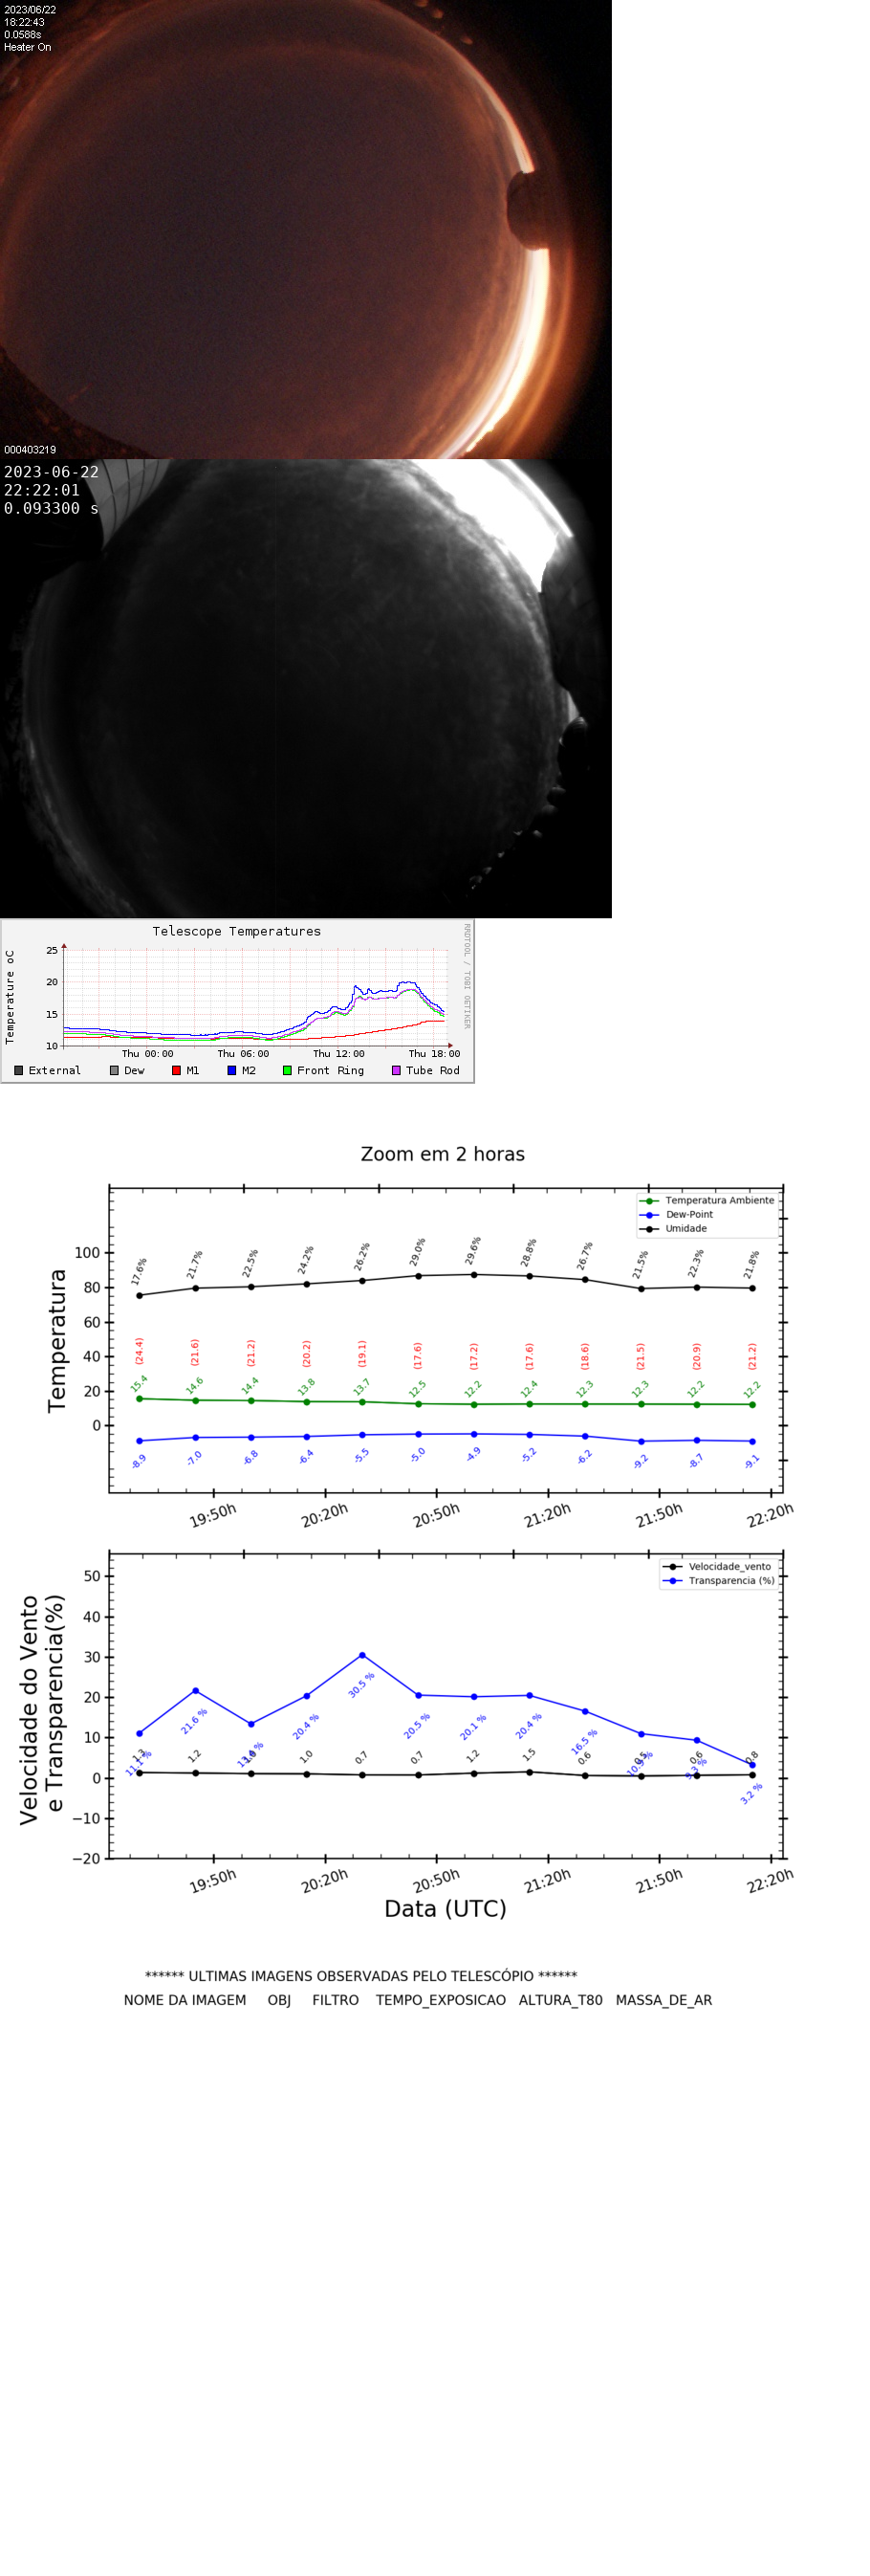 2023/06/22
18:22:43
0.0588s
Heater On
000403219
2023-06-22
22:22:01
0.093300 s
Telescope Temperatures
RRDTOOL / TOBI OETIKER
Temperature oC
25
20
15
10
Thu 00:00 Thu 06:00 Thu 12:00 Thu 18:00
External Dew M1 M2 Front Ring Tube Rod
Zoom em 2 horas
Temperatura Ambiente
Dew-Point
Umidade
Temperatura
100
80
60
40
20
0
17.6% 21.7% 22.5% 24.2% 26.2% 29.0% 29.6% 28.8% 26.7% 21.5% 22.3% 21.8%
(24.4) (21.6) (21.2) (20.2) (19.1) (17.6) (17.2) (17.6) (18.6) (21.5) (20.9) (21.2)
15.4 14.6 14.4 13.8 13.7 12.5 12.2 12.4 12.3 12.3 12.2 12.2
-8.9 -7.0 -6.8 -6.4 -5.5 -5.0 -4.9 -5.2 -6.2 -9.2 -8.7 -9.1
19:50h 20:20h 20:50h 21:20h 21:50h 22:20h
Velocidade_vento
Transparencia (%)
Velocidade do Vento
e Transparencia(%)
50
40
30
20
10
0
−10
−20
11.1 % 21.6 % 20.4 % 30.5 % 20.5 % 20.1 % 20.4 % 16.5 % 9.3 % 3.2 %
1.3 1.2 1.0 0.7 0.7 1.2 1.5 0.6 0.6 0.8
19:50h 20:20h 20:50h 21:20h 21:50h 22:20h
Data (UTC)
****** ULTIMAS IMAGENS OBSERVADAS PELO TELESCÓPIO ******
NOME DA IMAGEM OBJ FILTRO TEMPO_EXPOSICAO ALTURA_T80 MASSA_DE_AR